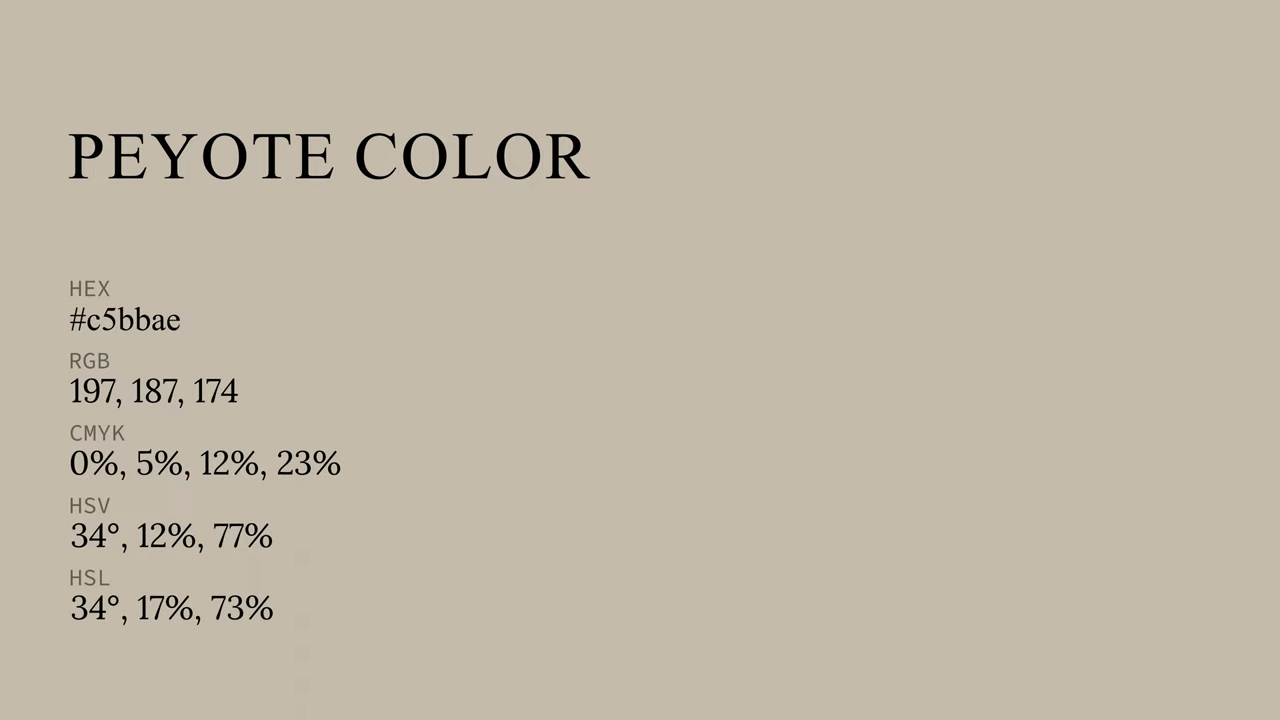 PEYOTE COLOR
HEX
#c5bbae
RGB
197, 187, 174
CMYK
0%, 5%, 12%, 23%
HSV
34°, 12%, 77%
HSL
34°, 17%, 73%